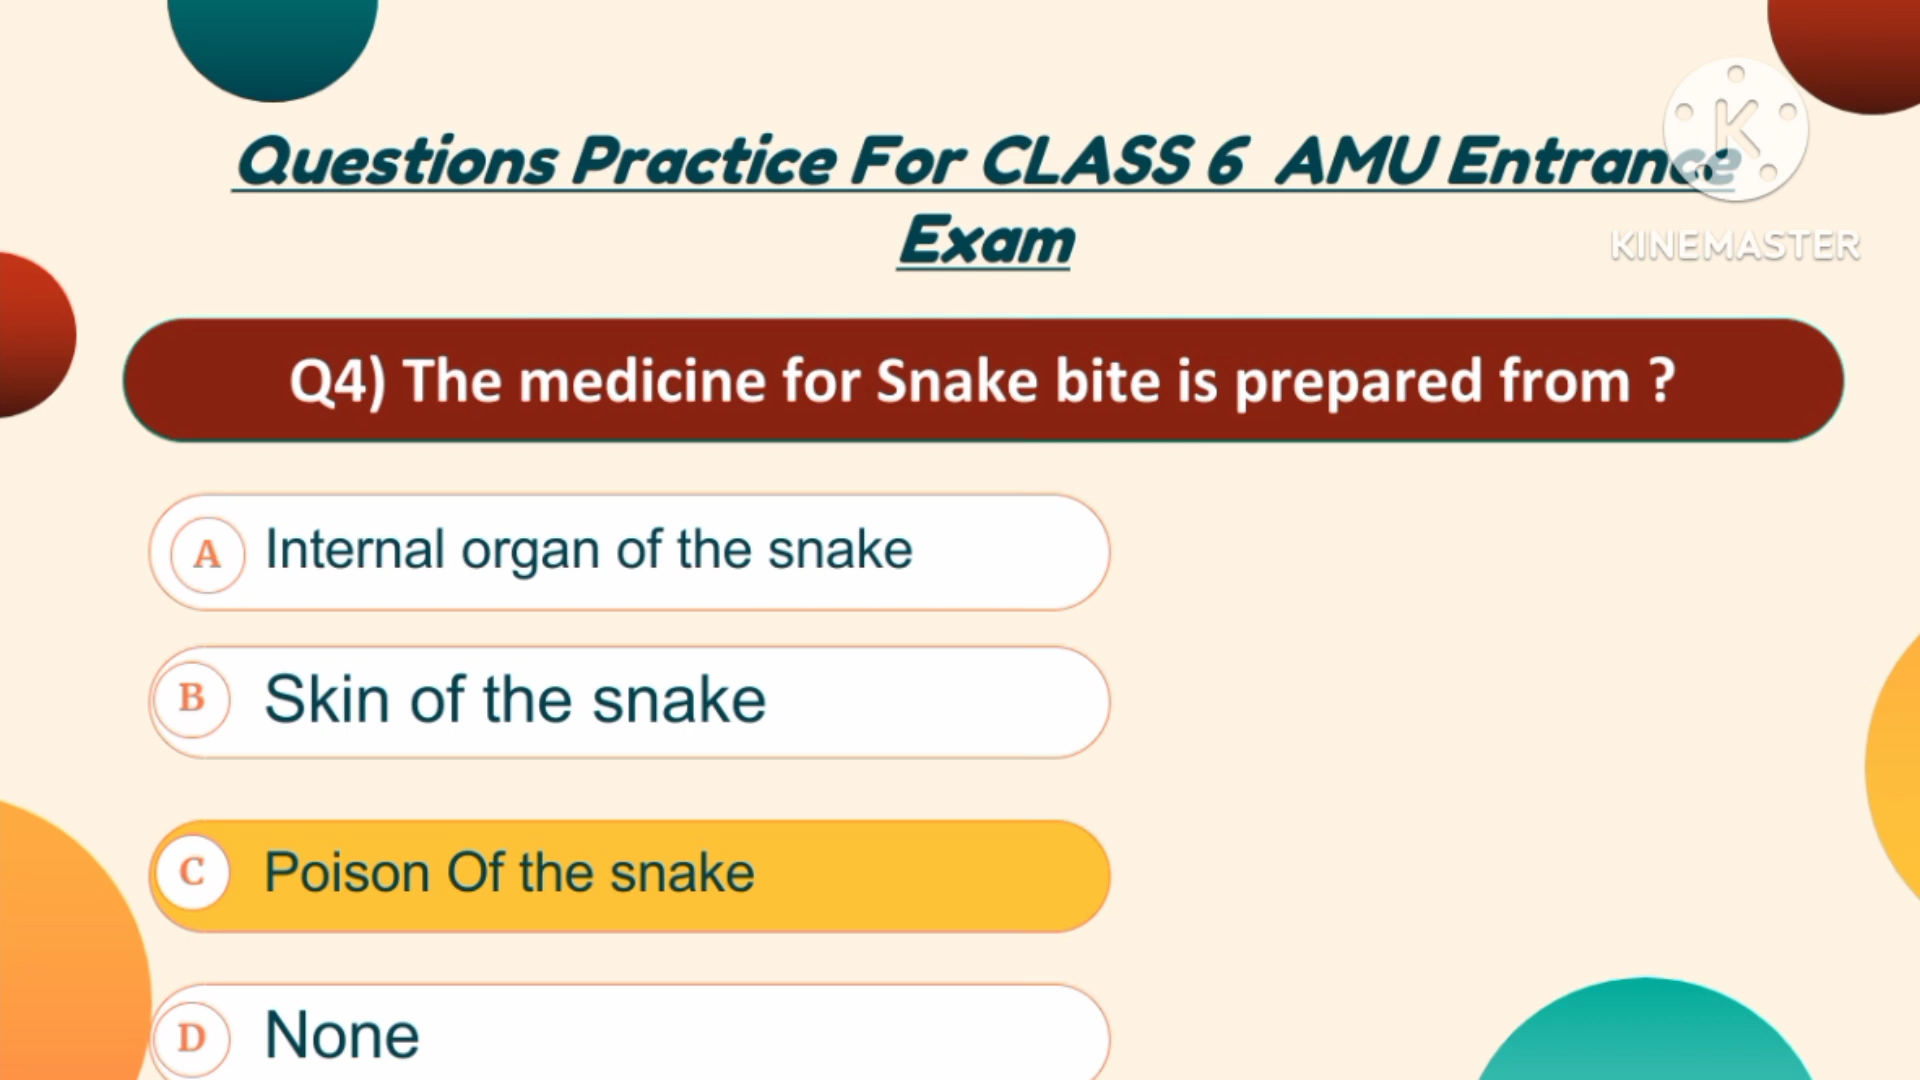 Questions Practice For CLASS 6 AMU Entrance
Exam
K
KINEMASTER
Q4) The medicine for Snake bite is prepared from ?
A Internal organ of the snake
B Skin of the snake
C Poison Of the snake
D None